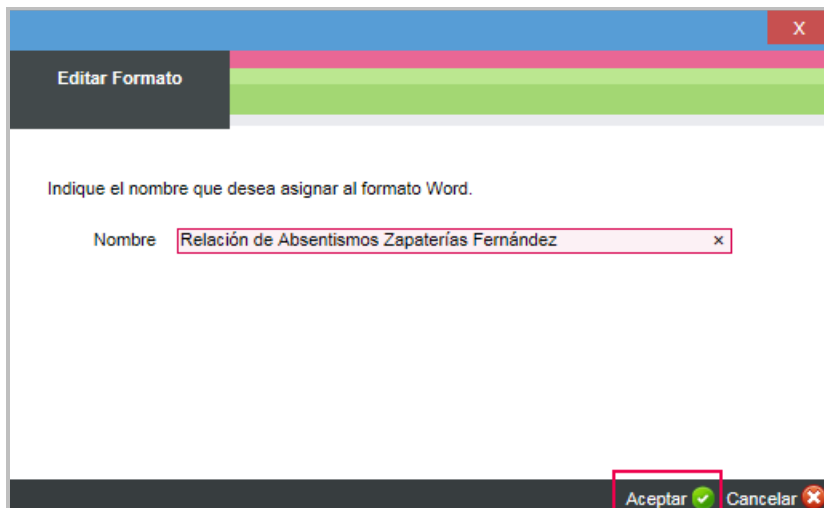 X
Editar Formato
Indique el nombre que desea asignar al formato Word.
Nombre Relación de Absentismos Zapaterías Fernández ×
Aceptar Cancelar